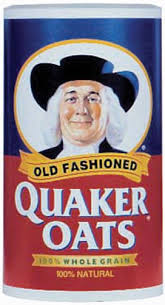 OLD FASHIONED
QUAKER
OATS
100% WHOLE GRAIN
100% NATURAL